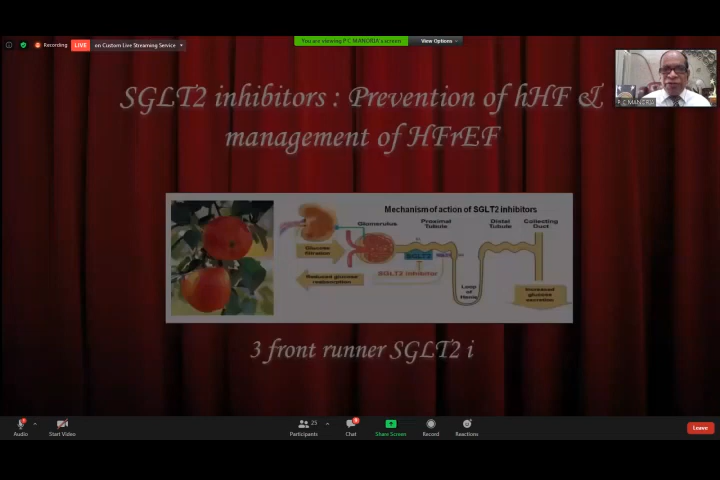 Recording
LIVE
on Custom Live Streaming Service
You are viewing P C MANORIA's screen
View Options
P. C MANORIA
SGLT2 inhibitors : Prevention of hHF &
management of HFrEF
Mechanism of action of SGLT2 inhibitors
Glomerulus
Proximal
Tubule
Distal
Tubule
Collecting
Duct
Glucose
filtration
SGLT2
SGLT2 inhibitor
Reduced glucose
reabsorption
Loop
of Henle
Increased
glucose
excretion
3 front runner SGLT2 i
Audio
Start Video
Participants
25
Chat
Share Screen
Record
Reactions
Leave